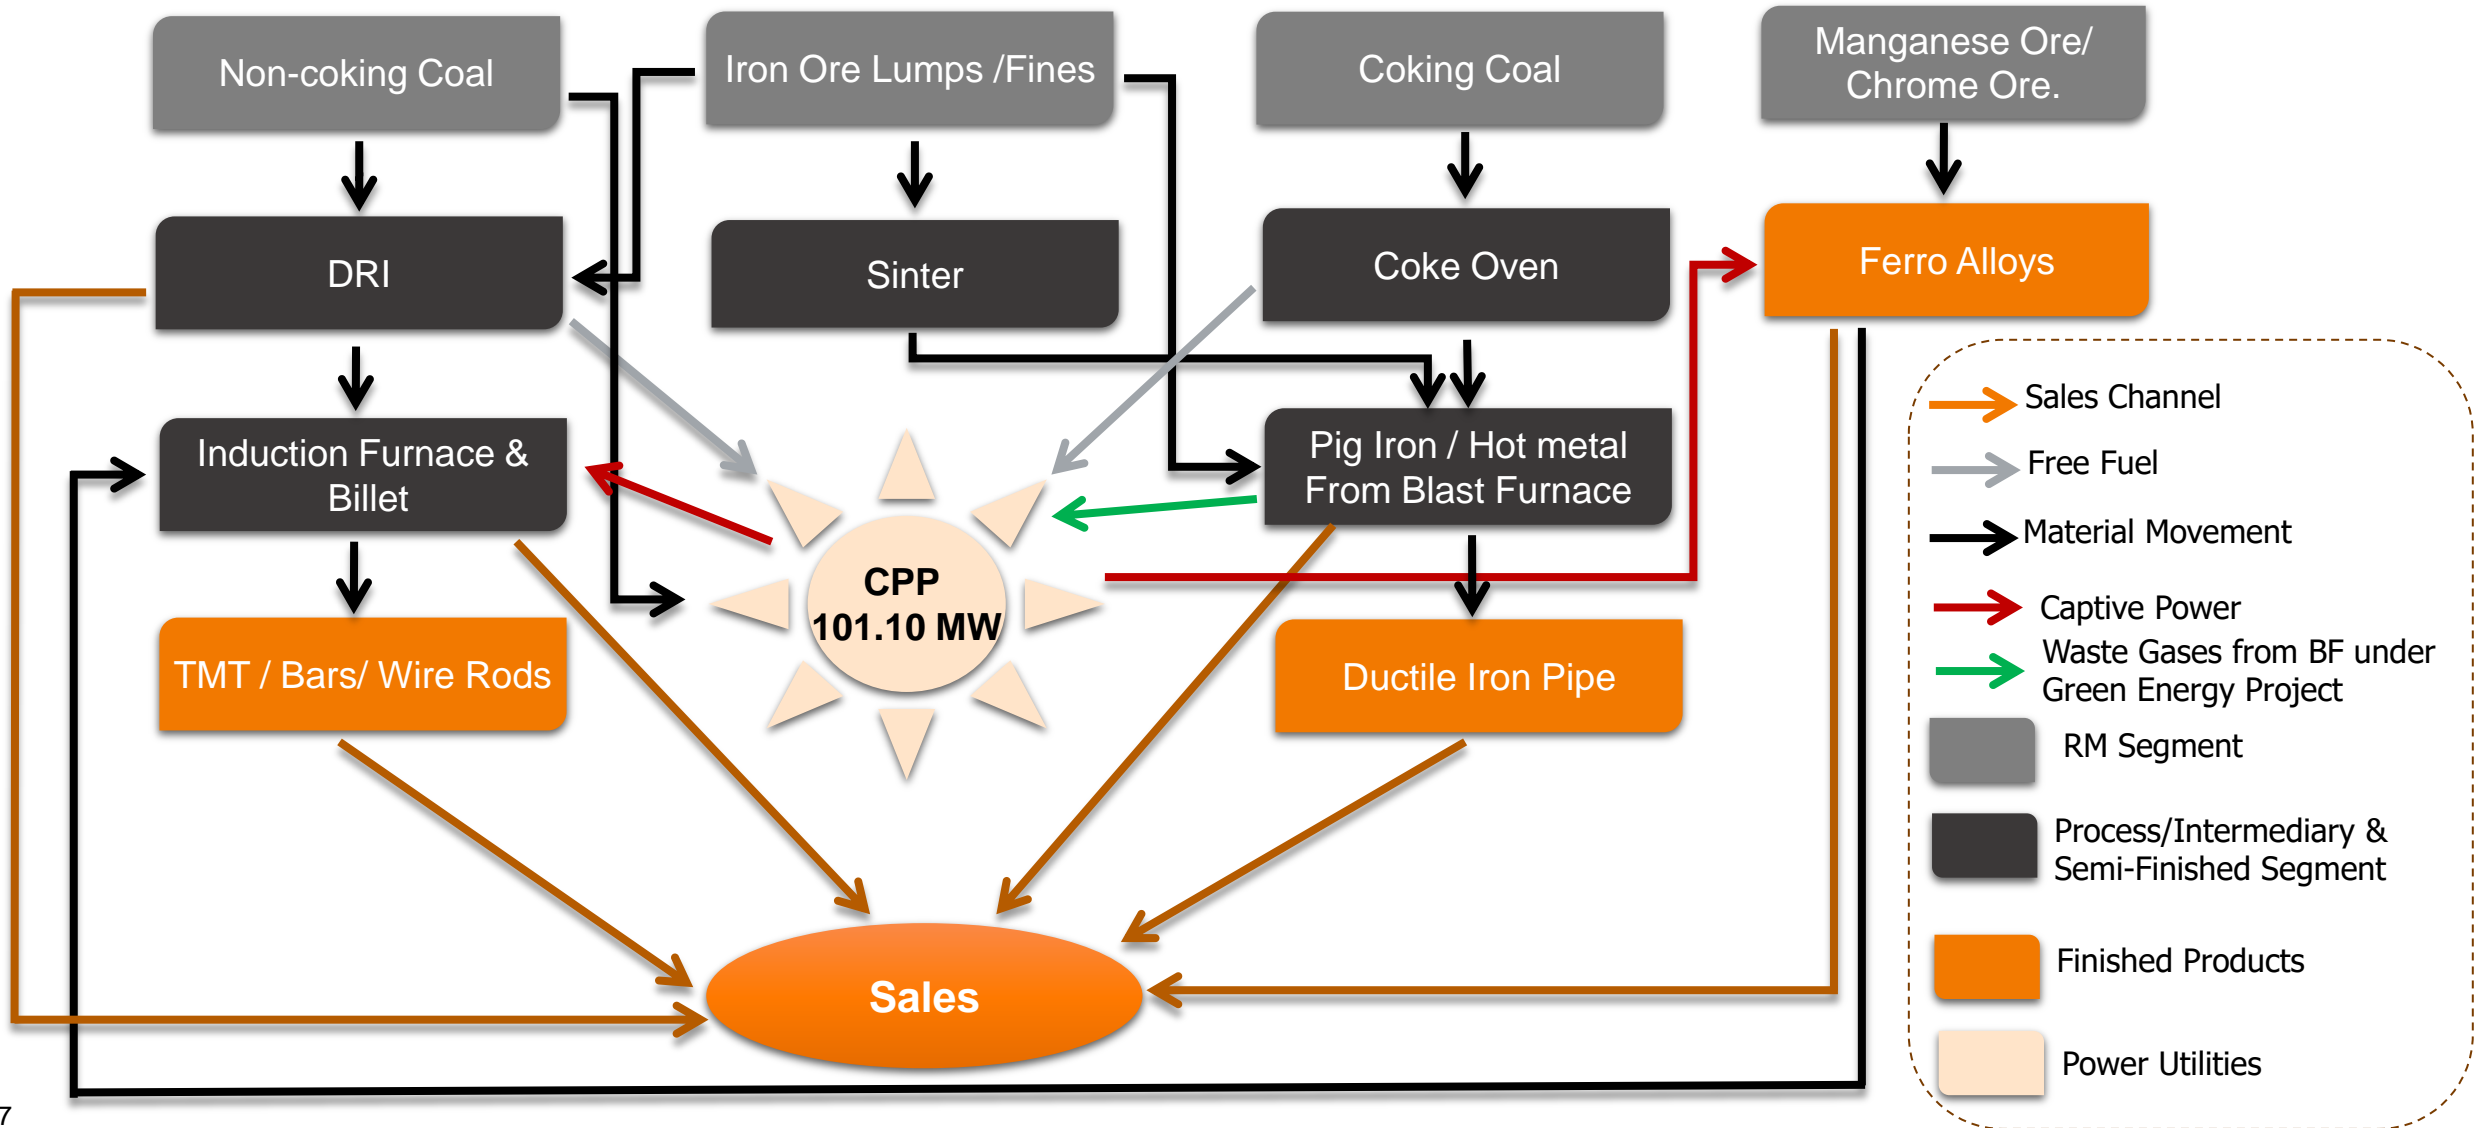 Non-coking Coal
Iron Ore Lumps /Fines
Coking Coal
Manganese Ore/
Chrome Ore.
DRI
Sinter
Coke Oven
Ferro Alloys
Induction Furnace &
Billet
Pig Iron / Hot metal
From Blast Furnace
CPP
101.10 MW
TMT / Bars/ Wire Rods
Ductile Iron Pipe
Sales
Sales Channel
Free Fuel
Material Movement
Captive Power
Waste Gases from BF under
Green Energy Project
RM Segment
Process/Intermediary &
Semi-Finished Segment
Finished Products
Power Utilities
7